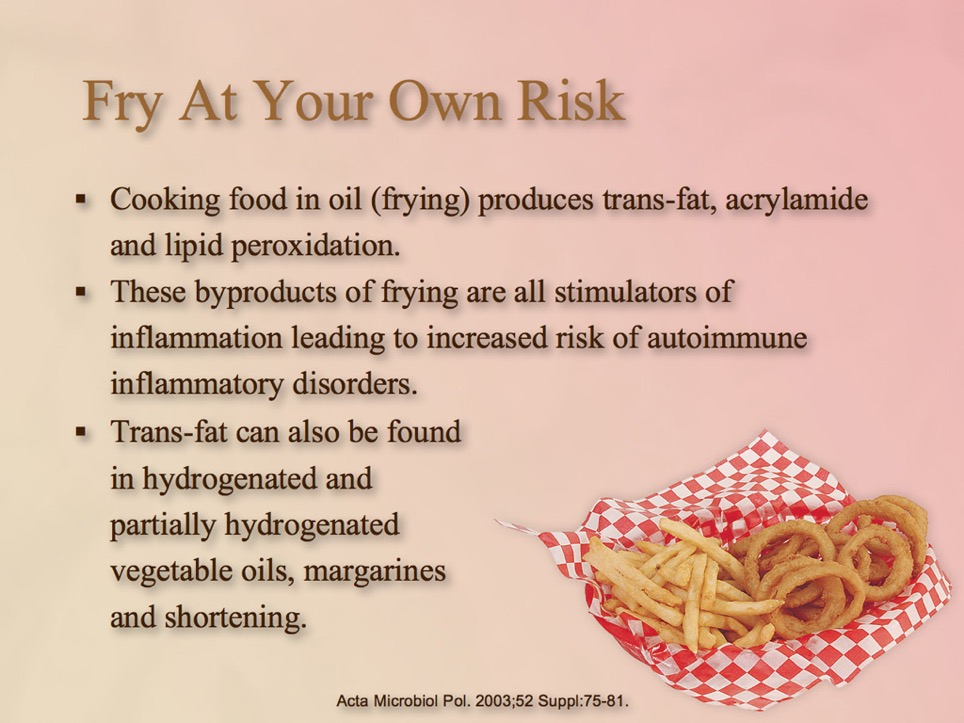 Fry At Your Own Risk
▪ Cooking food in oil (frying) produces trans-fat, acrylamide
and lipid peroxidation.
▪ These byproducts of frying are all stimulators of
inflammation leading to increased risk of autoimmune
inflammatory disorders.
▪ Trans-fat can also be found
in hydrogenated and
partially hydrogenated
vegetable oils, margarines
and shortening.
Acta Microbiol Pol. 2003;52 Suppl:75-81.